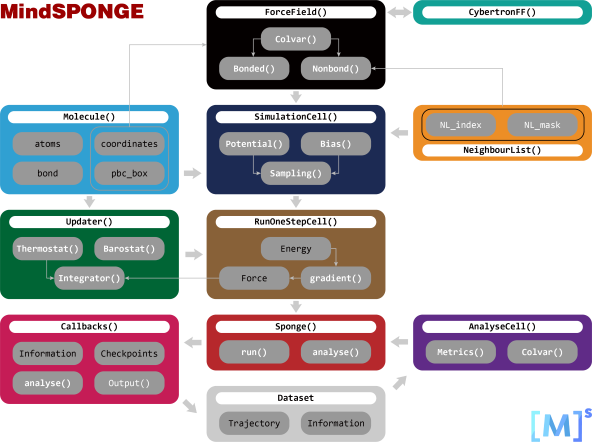 MindSPONGE
ForceField()
CybertronFF()
Colvar()
Bonded()
Nonbond()
Molecule()
atoms
coordinates
bond
pbc_box
SimulationCell()
Potential()
Bias()
Sampling()
NL_index
NL_mask
NeighbourList()
Updater()
Thermostat()
Barostat()
Integrator()
RunOneStepCell()
Energy
Force
gradient()
Callbacks()
Information
Checkpoints
analyse()
Output()
Sponge()
run()
analyse()
AnalyseCell()
Metrics()
Colvar()
Dataset
Trajectory
Information
[M]S